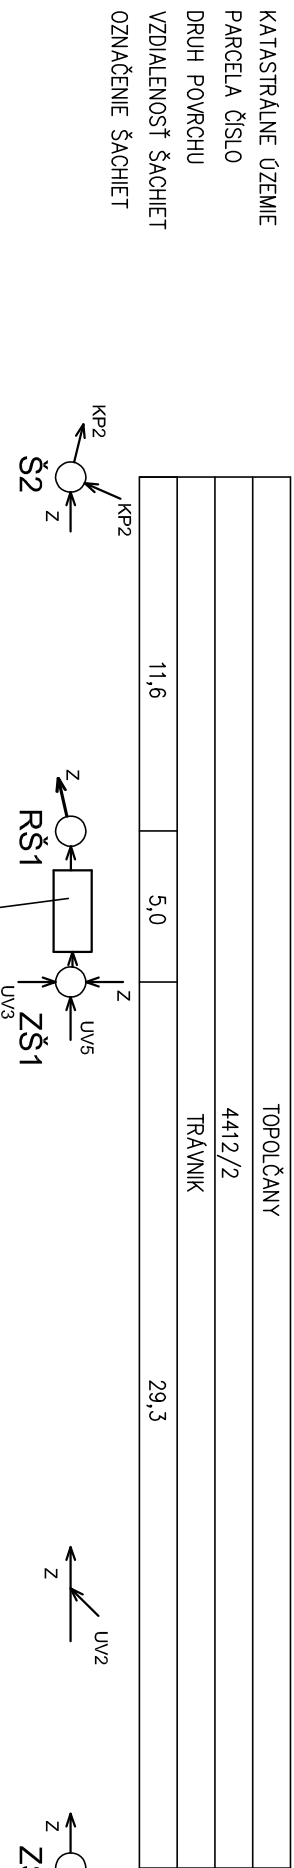 KATASTRÁLNE ÚZEMIE
TOPOLČANY
PARCELA ČÍSLO
4412/2
DRUH POVRCHU
TRÁVNIK
VZDIALENOSŤ ŠACHIET
11,6
5,0
29,3
OZNAČENIE ŠACHIET
KP2
KP2
Z
Š2
Z
RŠ1
Z
UV5
UV3
ZŠ1
UV2
Z
Z